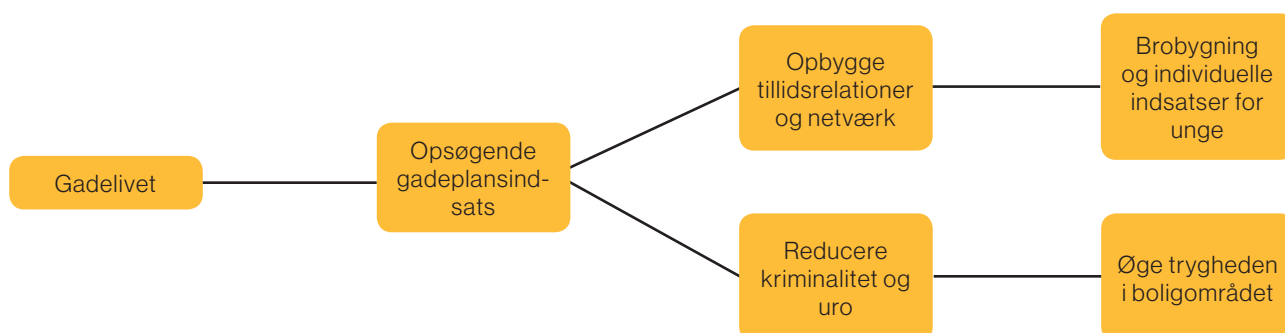 Gadelivet
Opsøgende
gadeplansind-
sats
Opbygge
tillidsrelationer
og netværk
Brobygning
og individuelle
indsatser for
unge
Reducere
kriminalitet og
uro
Øge trygheden
i boligområdet